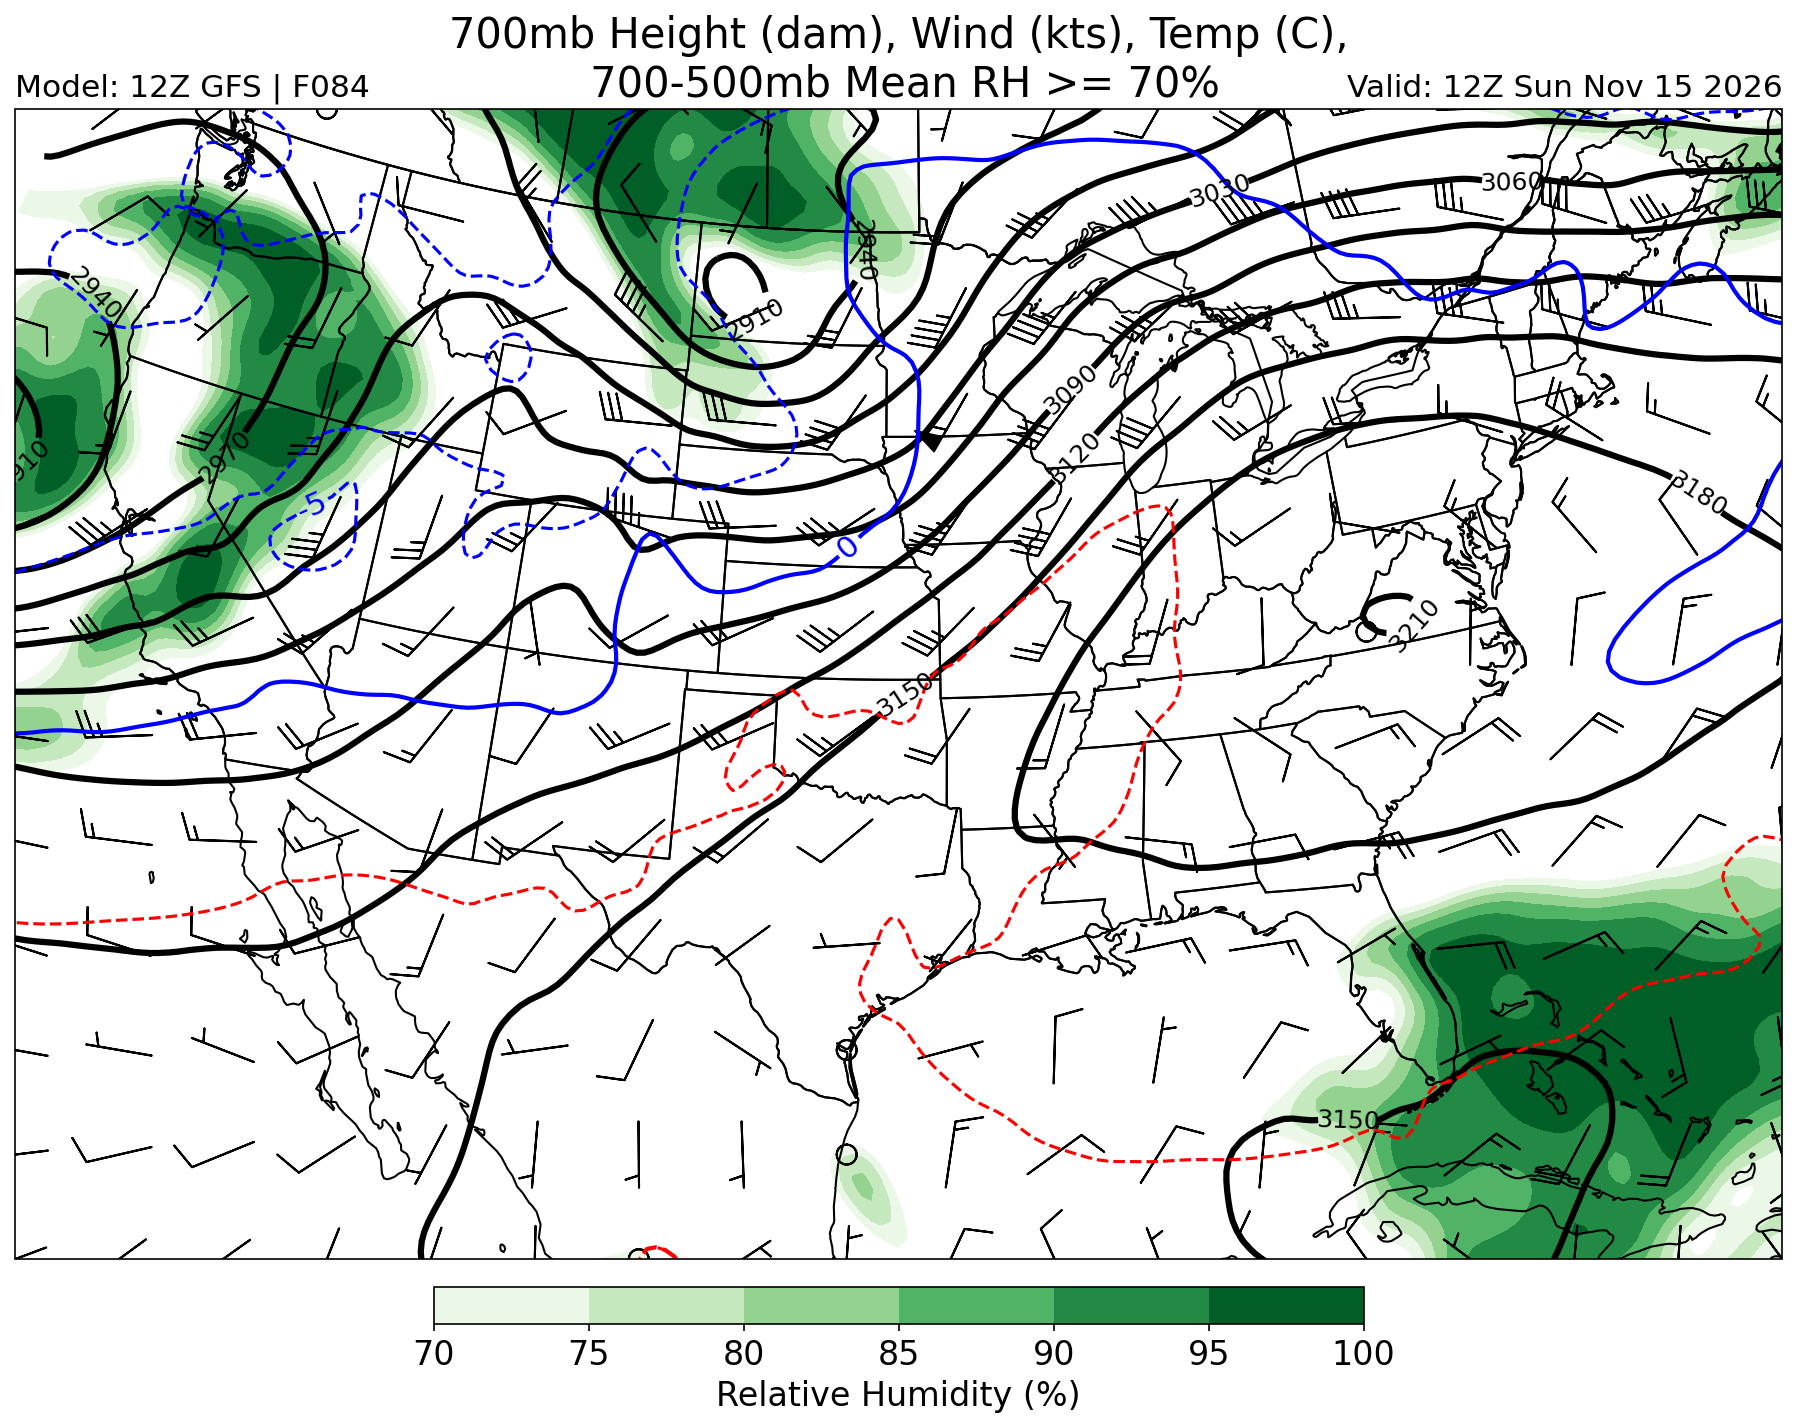 700mb Height (dam), Wind (kts), Temp (C),
700-500mb Mean RH >= 70%
Model: 12Z GFS | F084
Valid: 12Z Sun Nov 15 2026
3030
3060
2940
2940
2910
3090
2970
910
3120
3180
-5
0
3210
3150
3150
70 75 80 85 90 95 100
Relative Humidity (%)